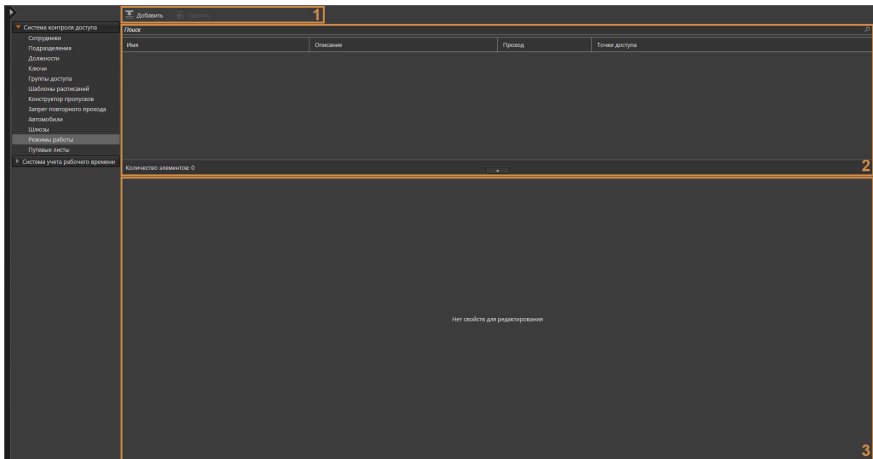 Добавить
Удалить
1
Система контроля доступа
Сотрудники
Подразделения
Должности
Ключи
Группы доступа
Шаблоны расписаний
Конструктор пропусков
Запрет повторного прохода
Автомобили
Шлюзы
Режимы работы
Путевые листы
Система учета рабочего времени
Поиск
Имя Описание Проход Точки доступа
Количество элементов: 0
2
Нет свойств для редактирования
3